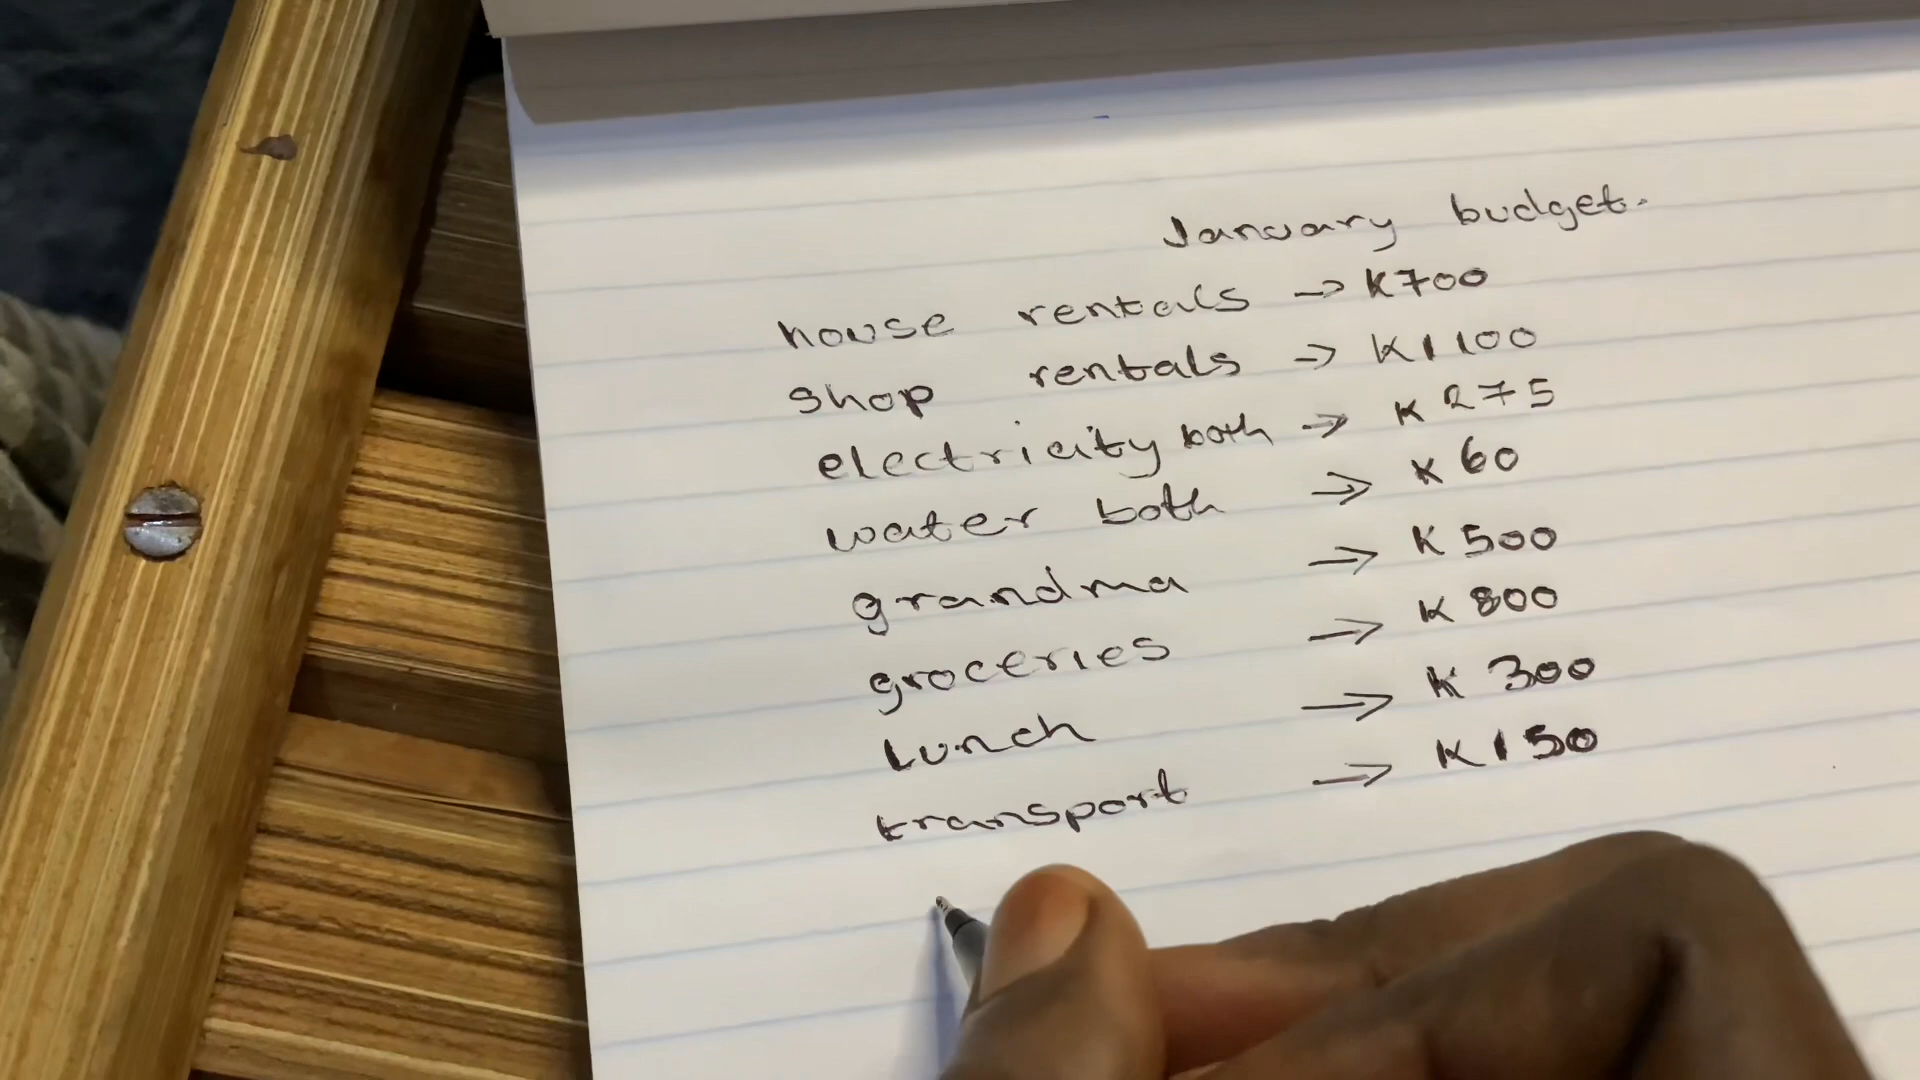 January budget.
house rentals -> K700
shop rentals -> K1100
electricity both -> K275
water both -> K60
grandma -> K500
groceries -> K800
lunch -> K300
transport -> K150